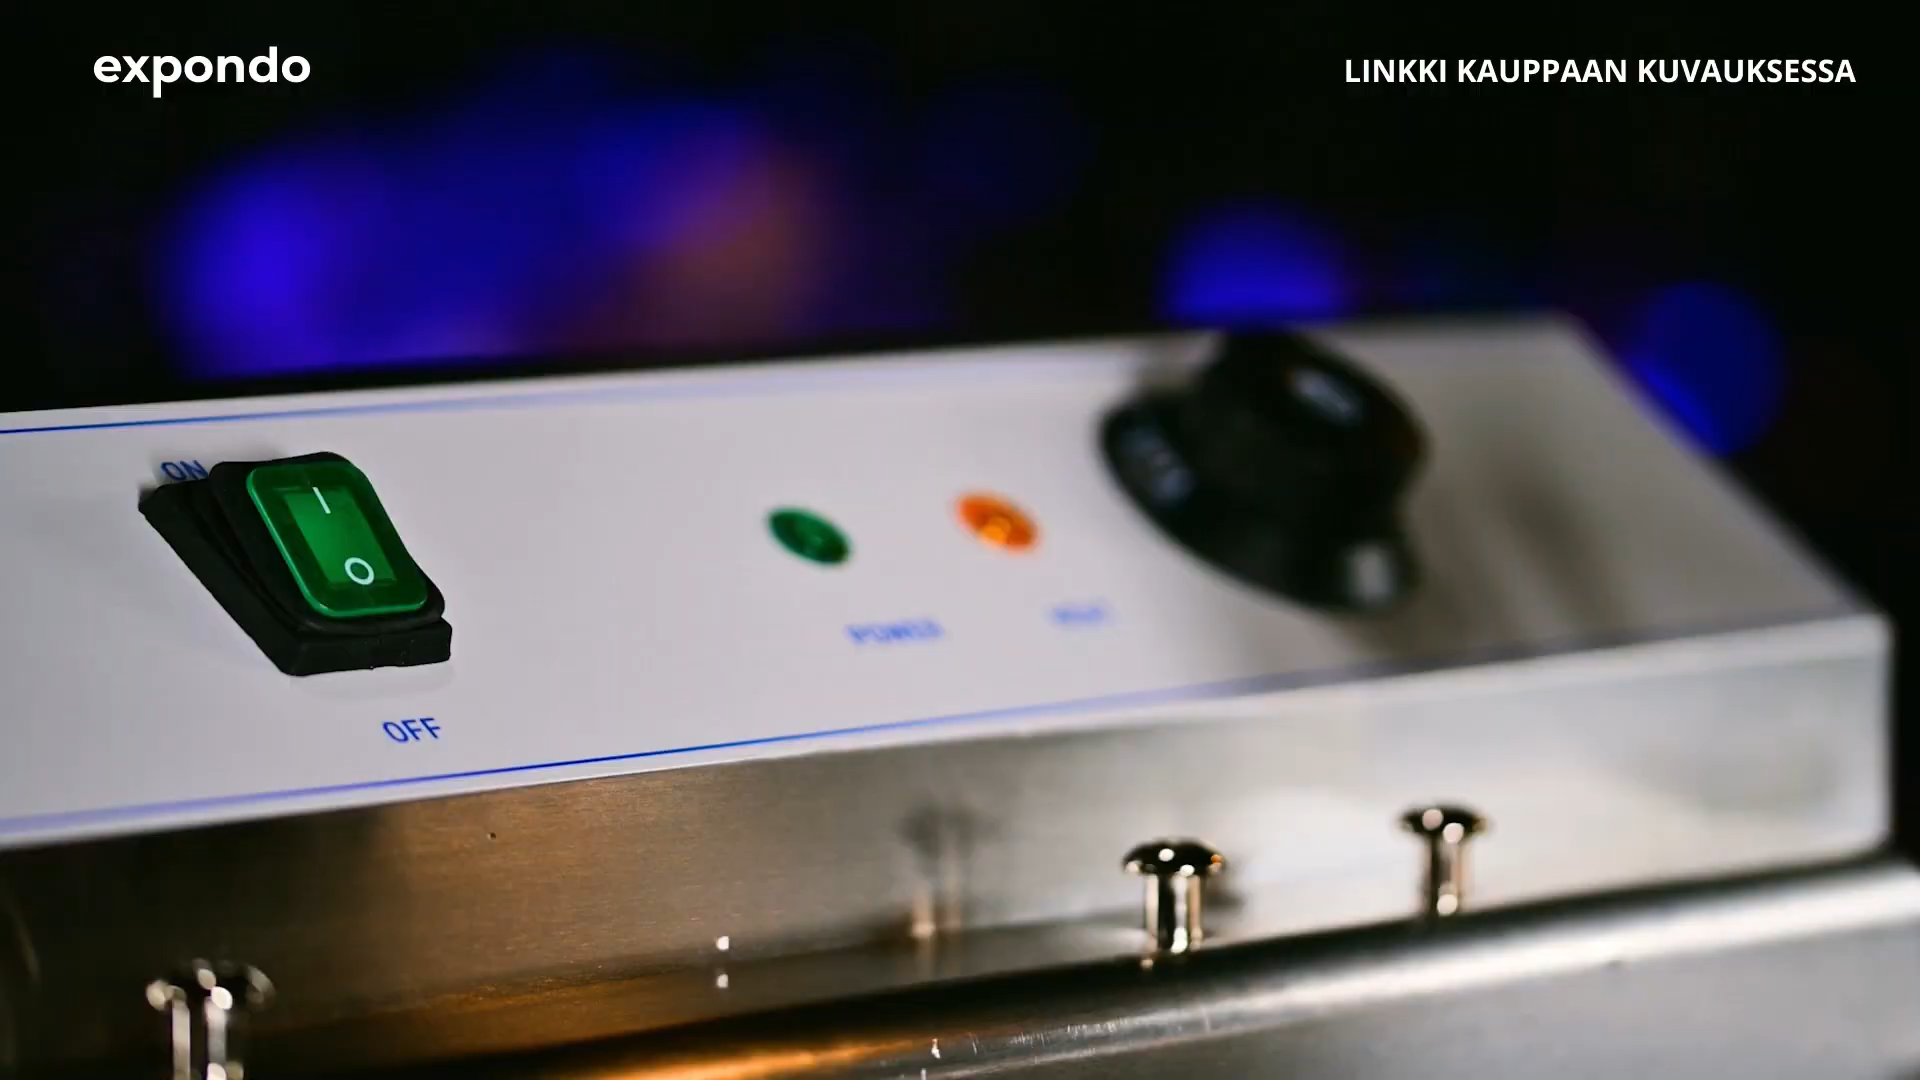 expondo
LINKKI KAUPPAAN KUVAUKSESSA
ON
I
O
POWER
OFF